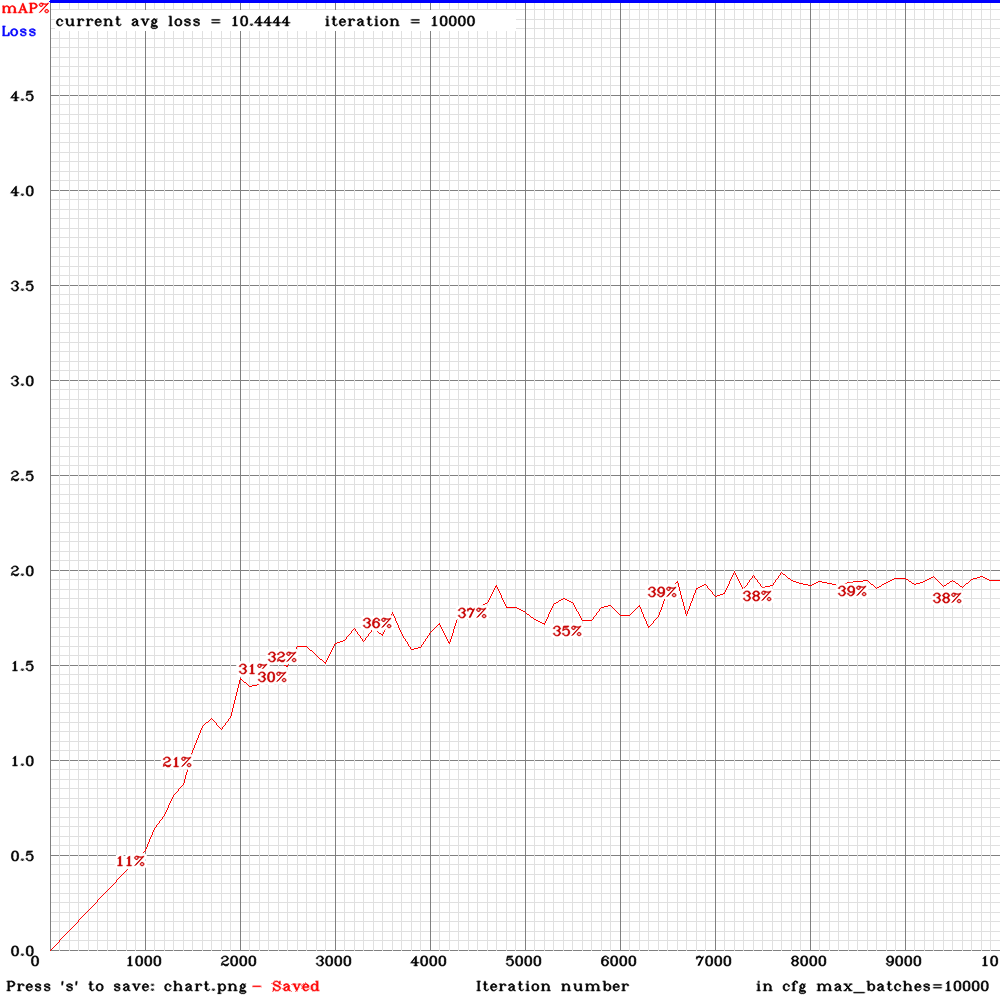 mAP%
current avg loss = 10.4444 iteration = 10000
Loss
4.5
4.0
3.5
3.0
2.5
2.0
39% 38% 39% 38%
37%
36% 35%
32%
31% 30%
1.5
21%
1.0
11%
0.5
0.0
0 1000 2000 3000 4000 5000 6000 7000 8000 9000 10
Press 's' to save: chart.png - Saved Iteration number in cfg max_batches=10000